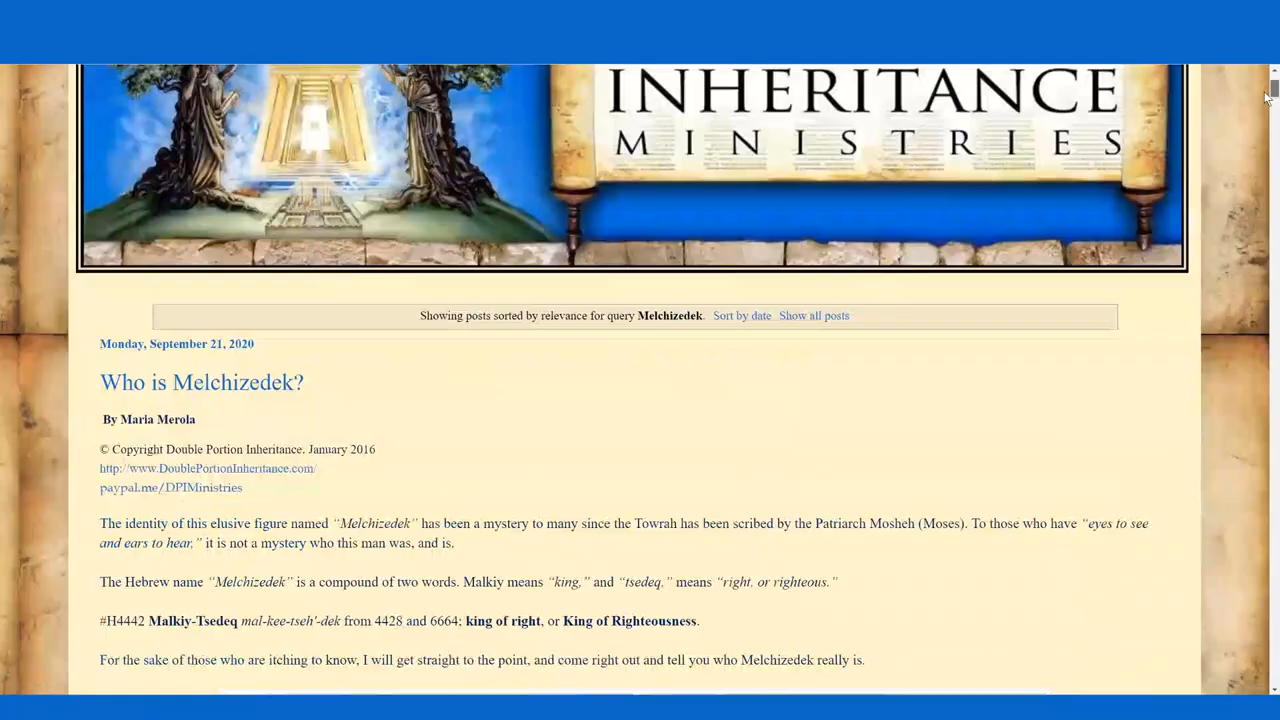 INHERITANCE
MINISTRIES
Showing posts sorted by relevance for query Melchizedek. Sort by date Show all posts
Monday, September 21, 2020
Who is Melchizedek?
By Maria Merola
© Copyright Double Portion Inheritance. January 2016
http://www.DoublePortionInheritance.com/
paypal.me/DPIMinistries
The identity of this elusive figure named “Melchizedek” has been a mystery to many since the Towrah has been scribed by the Patriarch Mosheh (Moses). To those who have “eyes to see
and ears to hear,” it is not a mystery who this man was, and is.
The Hebrew name “Melchizedek” is a compound of two words. Malkiy means “king,” and “tsedeq,” means “right, or righteous.”
#H4442 Malkiy-Tsedeq mal-kee-tseh'-dek from 4428 and 6664; king of right, or King of Righteousness.
For the sake of those who are itching to know, I will get straight to the point, and come right out and tell you who Melchizedek really is.